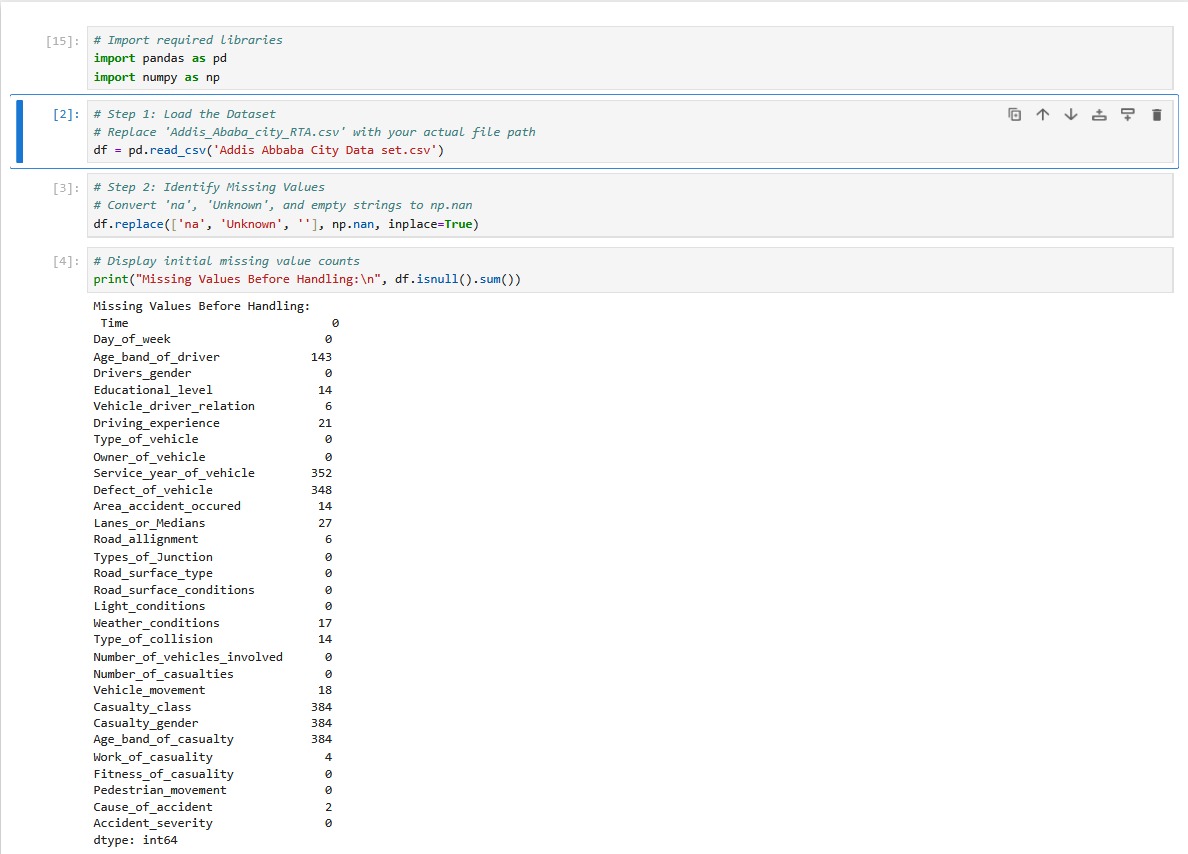 [15]: # Import required libraries
import pandas as pd
import numpy as np
[2]: # Step 1: Load the Dataset
# Replace 'Addis_Ababa_city_RTA.csv' with your actual file path
df = pd.read_csv('Addis Abbaba City Data set.csv')
[3]: # Step 2: Identify Missing Values
# Convert 'na', 'Unknown', and empty strings to np.nan
df.replace(['na', 'Unknown', ''], np.nan, inplace=True)
[4]: # Display initial missing value counts
print("Missing Values Before Handling:\n", df.isnull().sum())
Missing Values Before Handling:
Time 0
Day_of_week 0
Age_band_of_driver 143
Drivers_gender 0
Educational_level 14
Vehicle_driver_relation 6
Driving_experience 21
Type_of_vehicle 0
Owner_of_vehicle 0
Service_year_of_vehicle 352
Defect_of_vehicle 348
Area_accident_occured 14
Lanes_or_Medians 27
Road_allignment 6
Types_of_Junction 0
Road_surface_type 0
Road_surface_conditions 0
Light_conditions 0
Weather_conditions 17
Type_of_collision 14
Number_of_vehicles_involved 0
Number_of_casualties 0
Vehicle_movement 18
Casualty_class 384
Casualty_gender 384
Age_band_of_casualty 384
Work_of_casuality 4
Fitness_of_casuality 0
Pedestrian_movement 0
Cause_of_accident 2
Accident_severity 0
dtype: int64